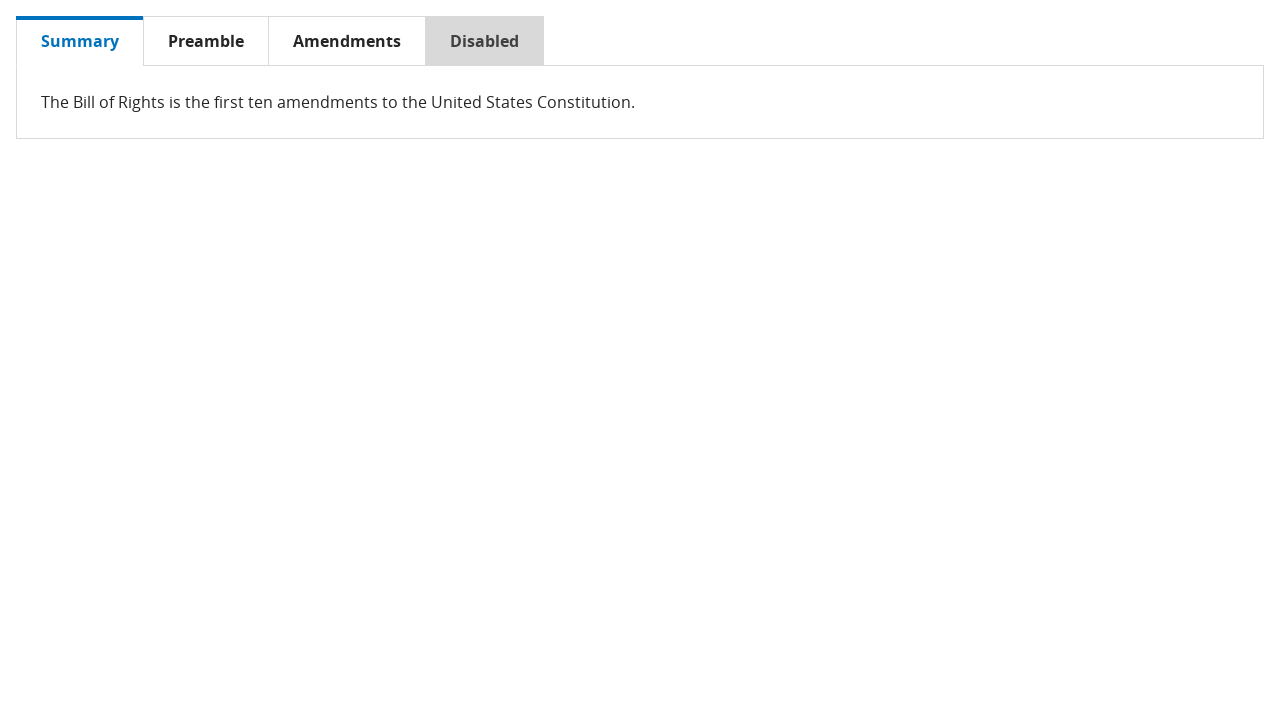 Summary Preamble Amendments Disabled
The Bill of Rights is the first ten amendments to the United States Constitution.